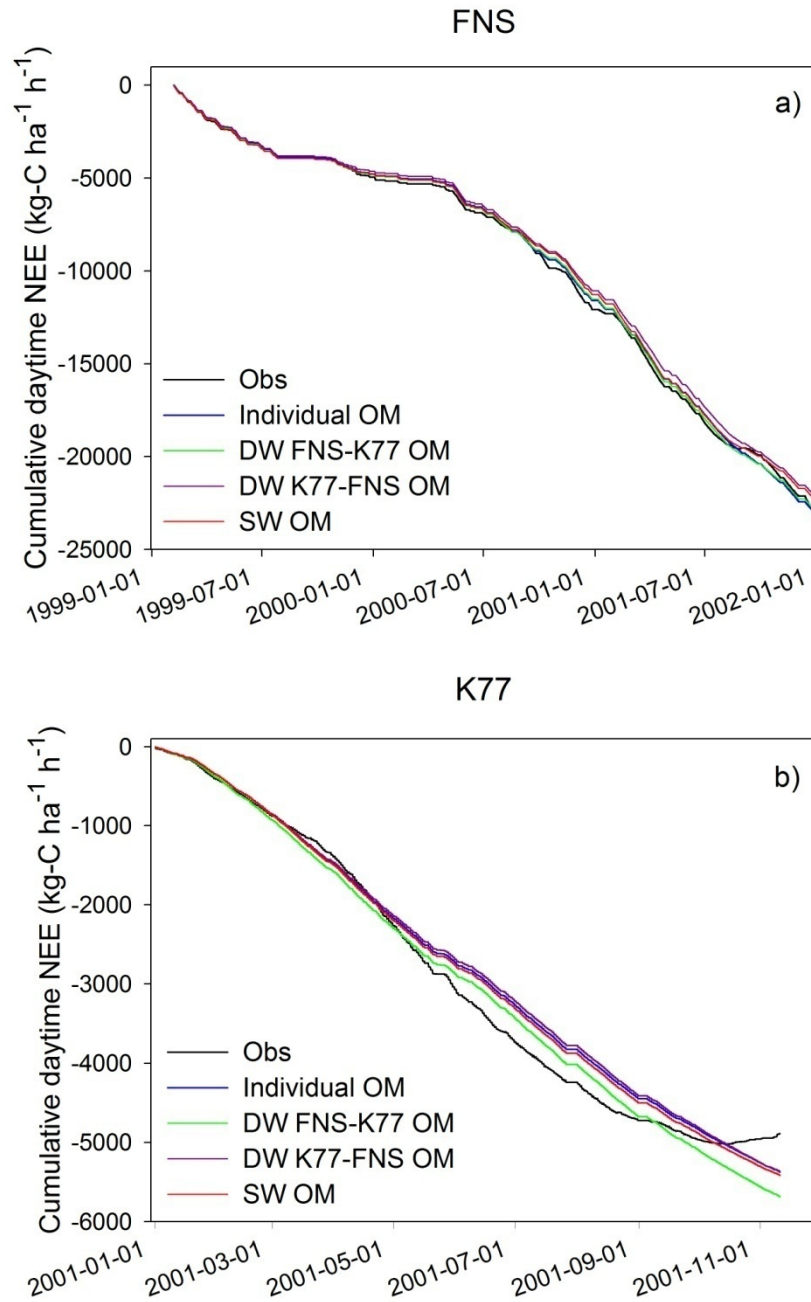 FNS
a)
Cumulative daytime NEE (kg-C ha⁻¹ h⁻¹)
0
-5000
-10000
-15000
-20000
-25000
Obs
Individual OM
DW FNS-K77 OM
DW K77-FNS OM
SW OM
1999-01-01
1999-07-01
2000-01-01
2000-07-01
2001-01-01
2001-07-01
2002-01-01
K77
b)
Cumulative daytime NEE (kg-C ha⁻¹ h⁻¹)
0
-1000
-2000
-3000
-4000
-5000
-6000
Obs
Individual OM
DW FNS-K77 OM
DW K77-FNS OM
SW OM
2001-01-01
2001-03-01
2001-05-01
2001-07-01
2001-09-01
2001-11-01